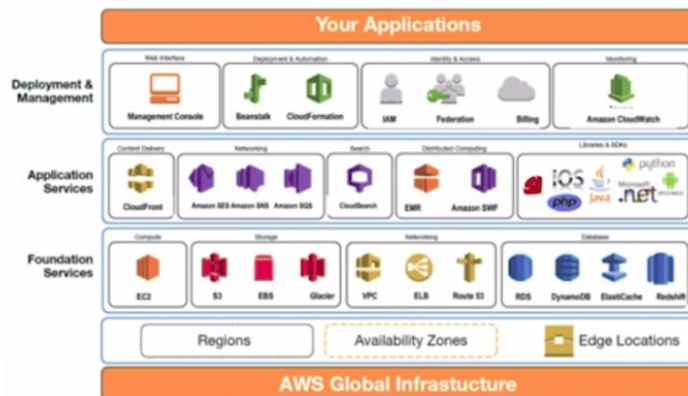 Your Applications
Deployment & Management
Web Interface
Deployment & Automation
Identity & Access
Monitoring
Management Console
Beanstalk
CloudFormation
IAM
Federation
Billing
Amazon CloudWatch
Application Services
Content Delivery
Networking
Search
Distributed Computing
Libraries & SDKs
CloudFront
Amazon SES
Amazon SNS
Amazon SQS
CloudSearch
EMR
Amazon SWF
python
iOS
Java
Microsoft
.net
php
Foundation Services
Compute
Storage
Networking
Database
EC2
S3
EBS
Glacier
VPC
ELB
Route 53
RDS
DynamoDB
ElastiCache
Redshift
Regions
Availability Zones
Edge Locations
AWS Global Infrastucture